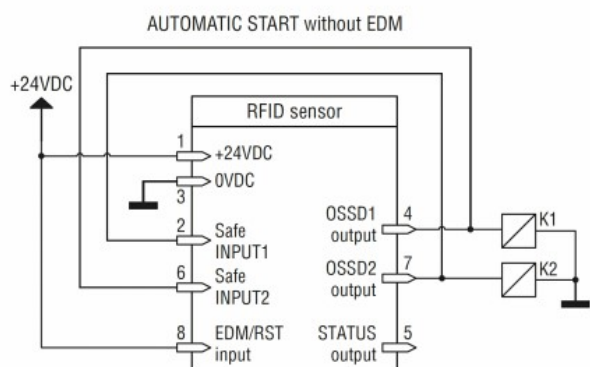 AUTOMATIC START without EDM
+24VDC
RFID sensor
1
+24VDC
0VDC
3
2
Safe
INPUT1
6
Safe
INPUT2
8
EDM/RST
input
OSSD1
output
4
K1
OSSD2
output
7
K2
STATUS
output
5